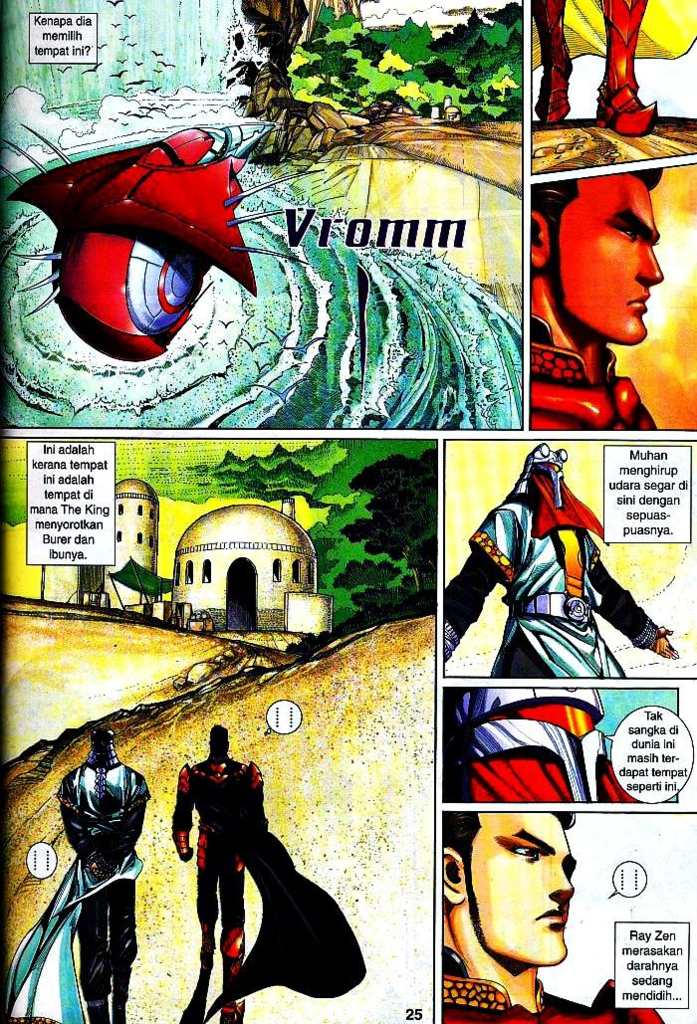 Kenapa dia
memilih
tempat ini?
Vromm
Ini adalah
kerana tempat
ini adalah
tempat di
mana The King
menyorotkan
Burer dan
ibunya.
Muhan
menghirup
udara segar di
sini dengan
sepuas-
puasnya.
Tak
sangka di
dunia ini
masih ter-
dapat tempat
seperti ini.
Ray Zen
merasakan
darahnya
mendidih...
25